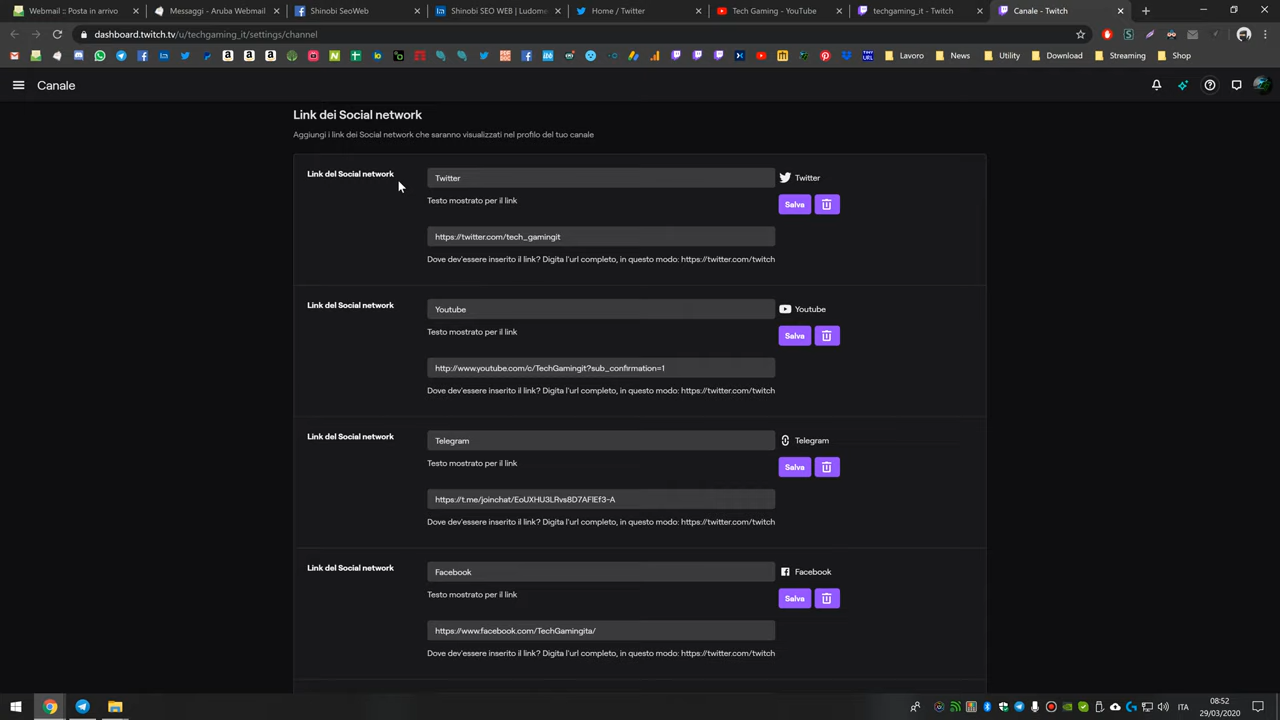 Webmail :: Posta in arrivo
Messaggi - Aruba Webmail
Shinobi SeoWeb
Shinobi SEO WEB | Ludom
Home / Twitter
Tech Gaming - YouTube
techgaming_it - Twitch
Canale - Twitch
dashboard.twitch.tv/u/techgaming_it/settings/channel
Lavoro
News
Utility
Download
Streaming
Shop
Canale
Link dei Social network
Aggiungi i link dei Social network che saranno visualizzati nel profilo del tuo canale
Link del Social network
Twitter
Twitter
Testo mostrato per il link
Salva
https://twitter.com/tech_gamingit
Dove dev'essere inserito il link? Digita l'url completo, in questo modo: https://twitter.com/twitch
Link del Social network
Youtube
Youtube
Testo mostrato per il link
Salva
http://www.youtube.com/c/TechGamingit?sub_confirmation=1
Dove dev'essere inserito il link? Digita l'url completo, in questo modo: https://twitter.com/twitch
Link del Social network
Telegram
Telegram
Testo mostrato per il link
Salva
https://t.me/joinchat/EoUXHU3LRvs8D7AFlEf3-A
Dove dev'essere inserito il link? Digita l'url completo, in questo modo: https://twitter.com/twitch
Link del Social network
Facebook
Facebook
Testo mostrato per il link
Salva
https://www.facebook.com/TechGamingita/
Dove dev'essere inserito il link? Digita l'url completo, in questo modo: https://twitter.com/twitch
ITA
08:52
29/03/2020